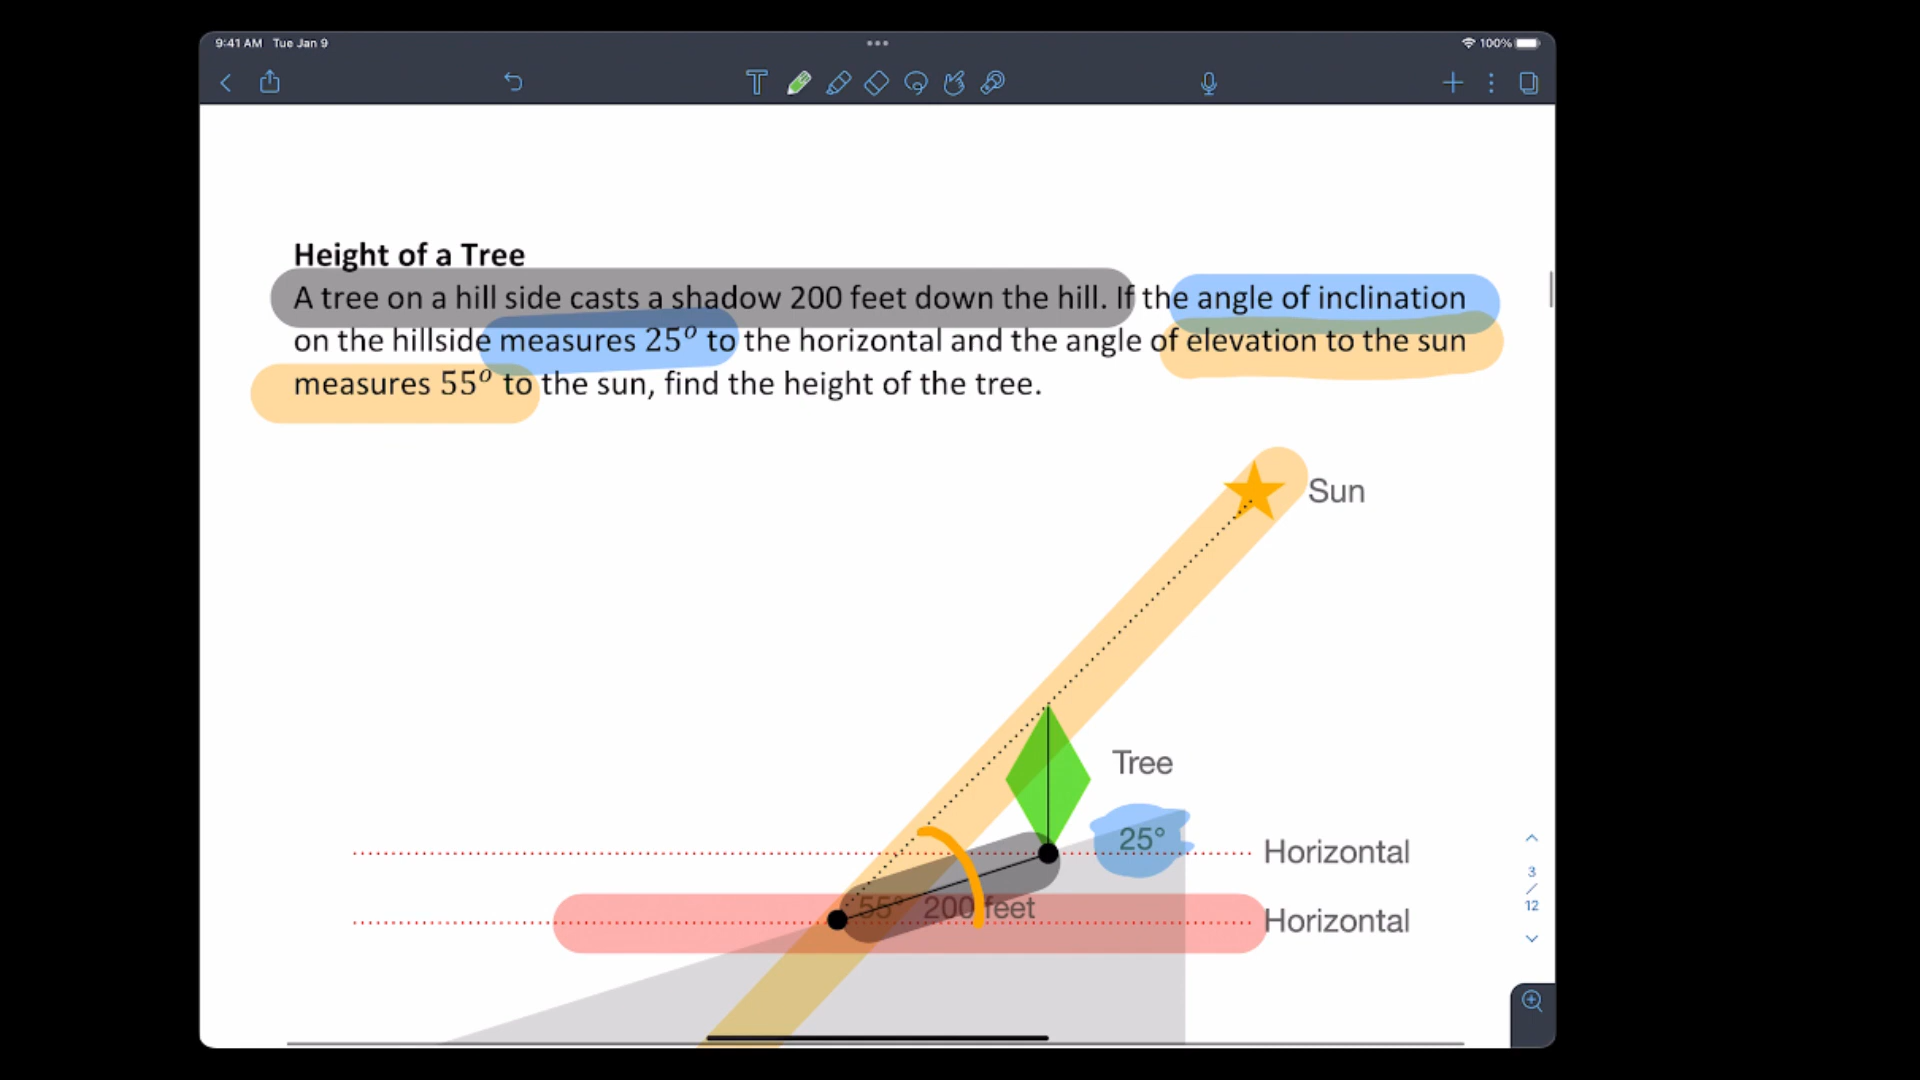 9:41 AM Tue Jan 9
100%
Height of a Tree
A tree on a hill side casts a shadow 200 feet down the hill. If the angle of inclination
on the hillside measures 25° to the horizontal and the angle of elevation to the sun
measures 55° to the sun, find the height of the tree.
Sun
Tree
25°
Horizontal
55° 200 feet
Horizontal
3
/
12